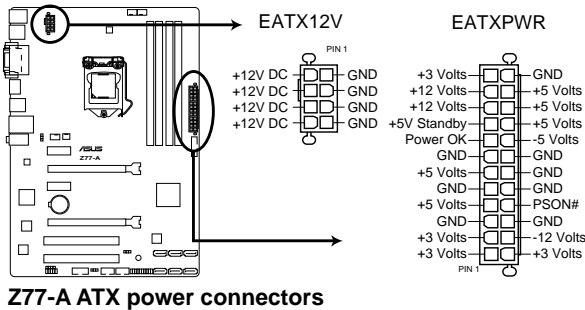 EATX12V
EATXPWR
PIN 1
+12V DC GND
+12V DC GND
+12V DC GND
+12V DC GND
+3 Volts GND
+12 Volts +5 Volts
+12 Volts +5 Volts
+5V Standby +5 Volts
Power OK -5 Volts
GND GND
+5 Volts GND
GND GND
+5 Volts PSON#
GND GND
+3 Volts -12 Volts
+3 Volts +3 Volts
PIN 1
/SUS
Z77-A
Z77-A ATX power connectors